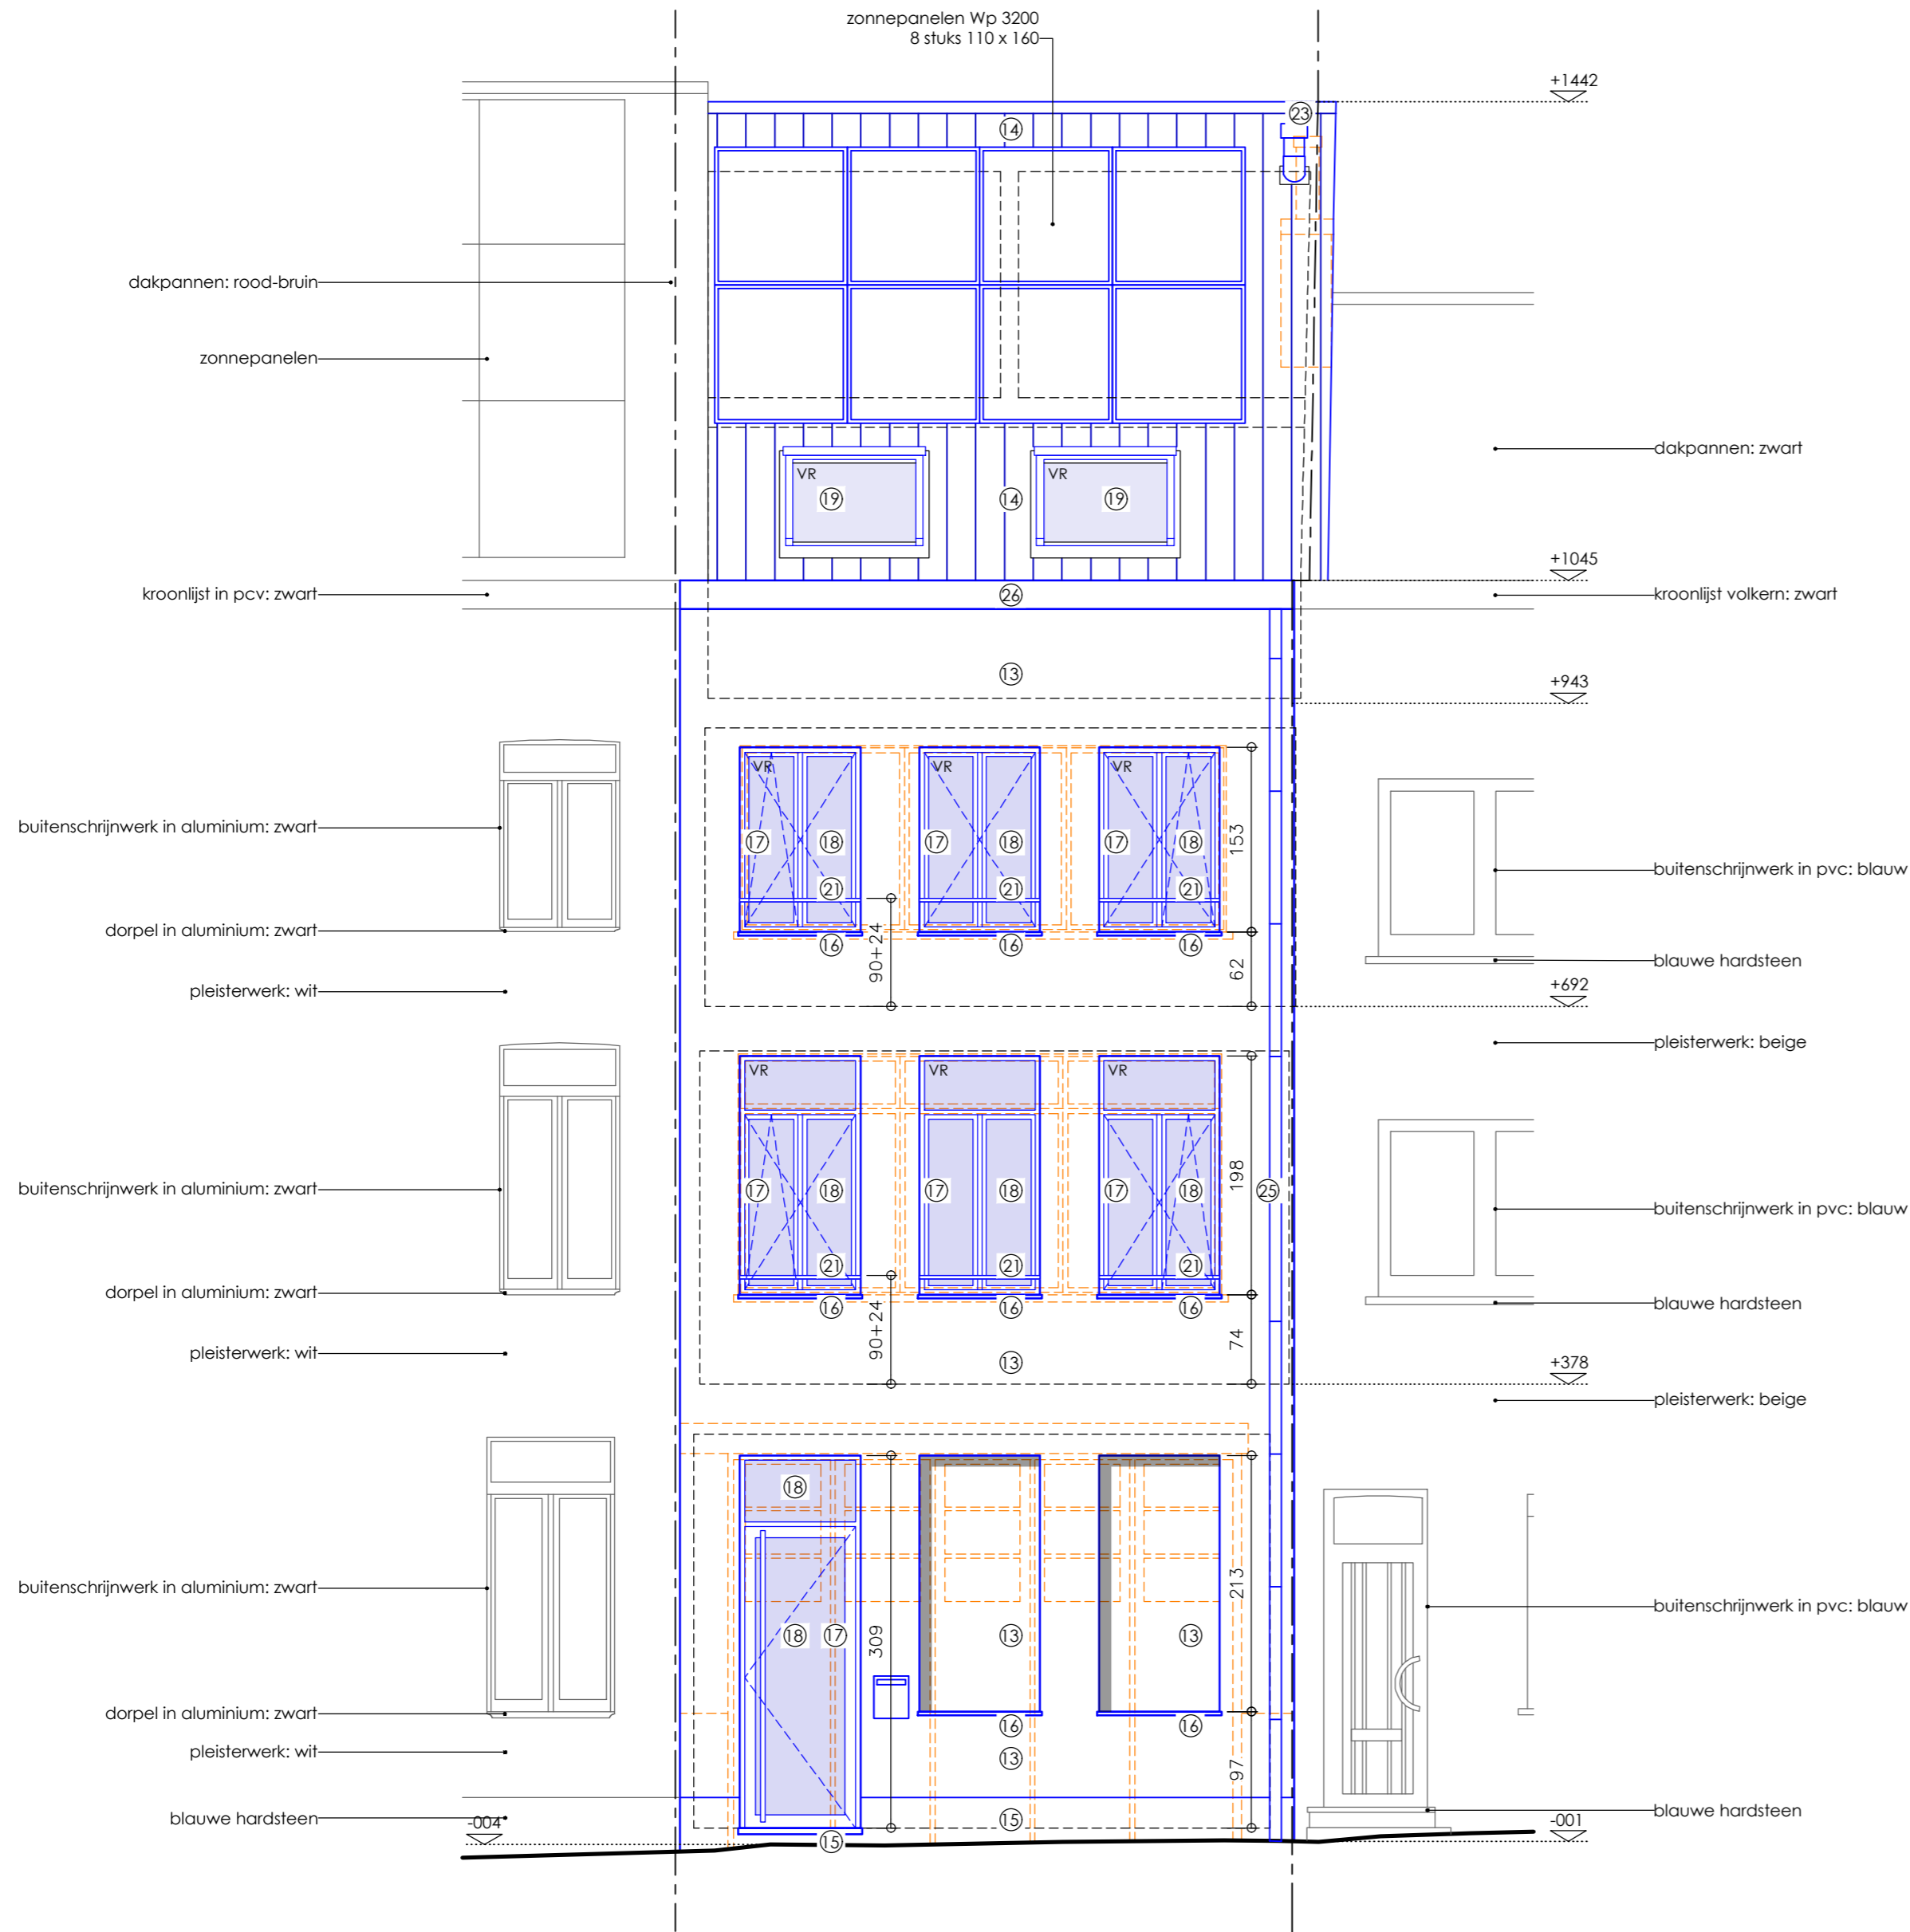 zonnepanelen Wp 3200
8 stuks 110 x 160
+1442
23
14
dakpannen: rood-bruin
zonnepanelen
dakpannen: zwart
VR
VR
19
14
19
+1045
kroonlijst in pcv: zwart
26
kroonlijst volkern: zwart
13
+943
VR
VR
VR
buitenschrijnwerk in aluminium: zwart
17
18
17
18
17
18
153
buitenschrijnwerk in pvc: blauw
21
21
21
dorpel in aluminium: zwart
16
90+24
16
16
62
blauwe hardsteen
pleisterwerk: wit
+692
pleisterwerk: beige
VR
VR
VR
buitenschrijnwerk in aluminium: zwart
17
18
17
18
17
18
198
25
buitenschrijnwerk in pvc: blauw
21
21
21
dorpel in aluminium: zwart
16
16
16
blauwe hardsteen
90+24
74
pleisterwerk: wit
13
+378
pleisterwerk: beige
18
buitenschrijnwerk in aluminium: zwart
213
buitenschrijnwerk in pvc: blauw
18
17
309
13
13
dorpel in aluminium: zwart
16
16
pleisterwerk: wit
13
97
blauwe hardsteen
-004
15
15
blauwe hardsteen
-001